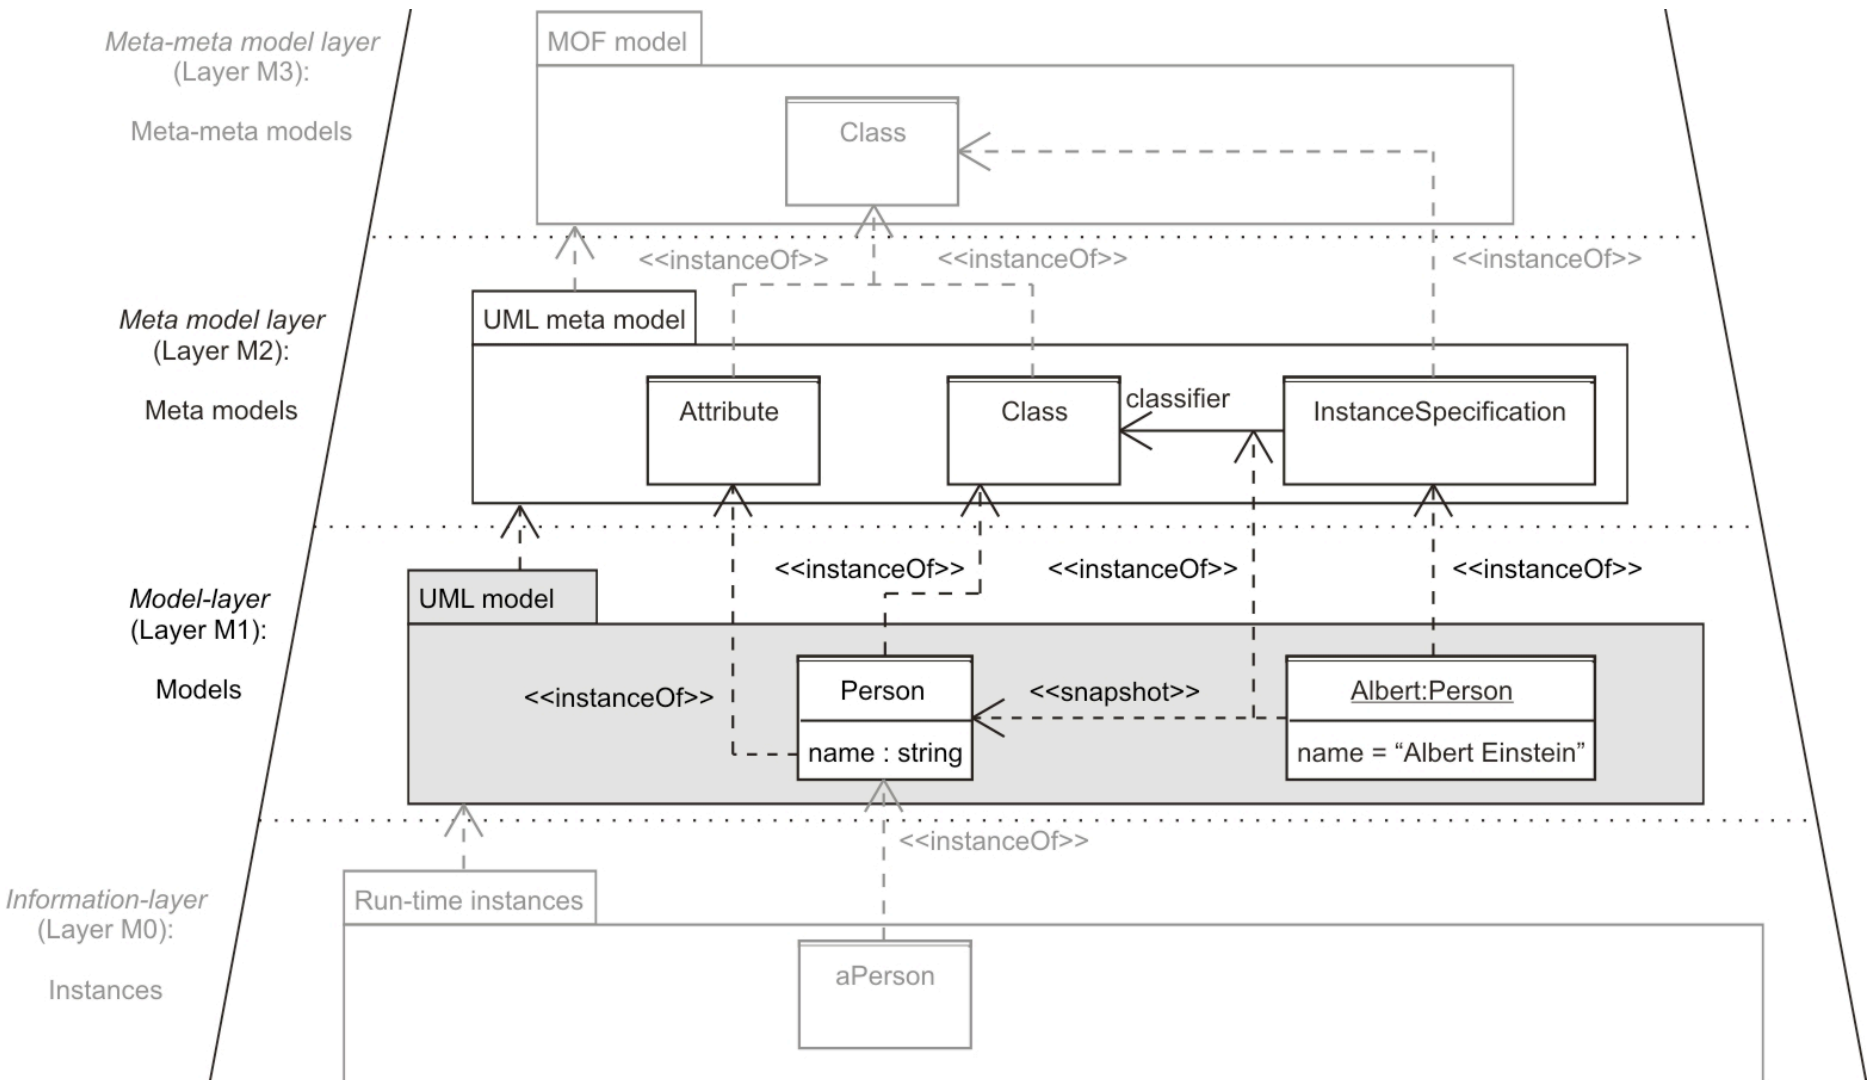 Meta-meta model layer
(Layer M3):
Meta-meta models
MOF model
Class
<<instanceOf>>
<<instanceOf>>
<<instanceOf>>
Meta model layer
(Layer M2):
Meta models
UML meta model
Attribute
Class
classifier
InstanceSpecification
<<instanceOf>>
<<instanceOf>>
<<instanceOf>>
Model-layer
(Layer M1):
Models
UML model
<<instanceOf>>
Person
name : string
<<snapshot>>
Albert:Person
name = “Albert Einstein”
<<instanceOf>>
Information-layer
(Layer M0):
Instances
Run-time instances
aPerson